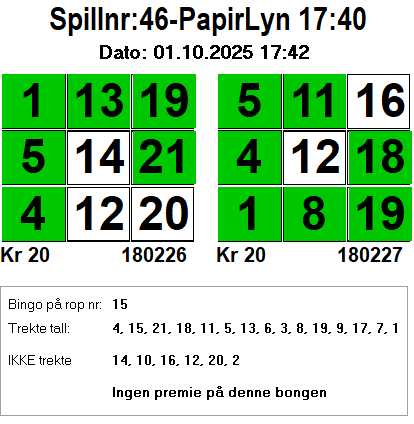 Spillnr:46-PapirLyn 17:40
Dato: 01.10.2025 17:42
1 13 19 5 11 16
5 14 21 4 12 18
4 12 20 1 8 19
Kr 20 180226 Kr 20 180227
Bingo på rop nr: 15
Trekte tall: 4, 15, 21, 18, 11, 5, 13, 6, 3, 8, 19, 9, 17, 7, 1
IKKE trekte 14, 10, 16, 12, 20, 2
Ingen premie på denne bongen